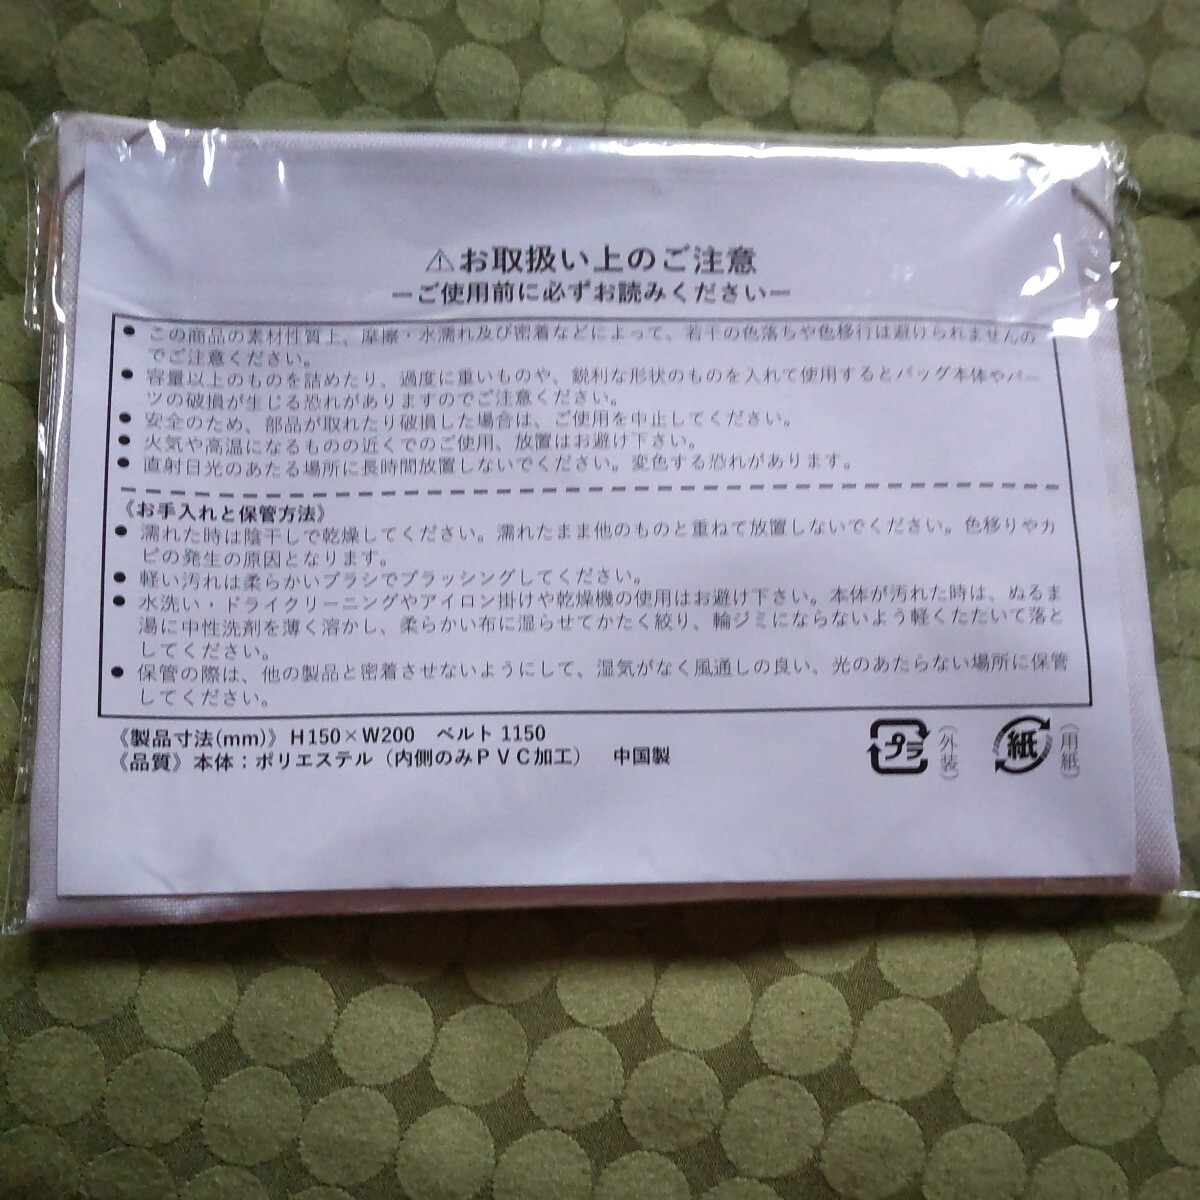 ⚠お取扱い上のご注意
ーご使用前に必ずお読みくださいー
● この商品の素材性質上、摩擦・水濡れ及び密着などによって、若干の色落ちや色移行は避けられませんの
でご注意ください。
● 容量以上のものを詰めたり、過度に重いものや、鋭利な形状のものを入れて使用するとバッグ本体やパー
ツの破損が生じる恐れがありますのでご注意ください。
● 安全のため、部品が取れたり破損した場合は、ご使用を中止してください。
● 火気や高温になるものの近くでのご使用、放置はお避け下さい。
● 直射日光のあたる場所に長時間放置しないでください。変色する恐れがあります。
《お手入れと保管方法》
● 濡れた時は陰干しで乾燥してください。濡れたまま他のものと重ねて放置しないでください。色移りやカ
ビの発生の原因となります。
● 軽い汚れは柔らかいブラシでブラッシングしてください。
● 水洗い・ドライクリーニングやアイロン掛けや乾燥機の使用はお避け下さい。本体が汚れた時は、ぬるま
湯に中性洗剤を薄く溶かし、柔らかい布に湿らせてかたく絞り、輪ジミにならないよう軽くたたいて落と
してください。
● 保管の際は、他の製品と密着させないようにして、湿気がなく風通しの良い、光のあたらない場所に保管
してください。
《製品寸法(mm)》H150×W200 ベルト1150
《品質》本体：ポリエステル（内側のみPVC加工） 中国製
プラ
（外装）
紙
（用紙）